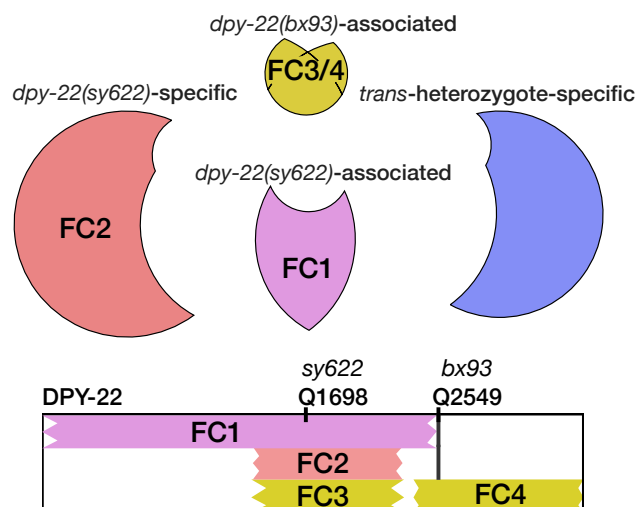 dpy-22(bx93)-associated
FC3/4
dpy-22(sy622)-specific
trans-heterozygote-specific
dpy-22(sy622)-associated
FC2
FC1
sy622
bx93
DPY-22
Q1698
Q2549
FC1
FC2
FC3
FC4